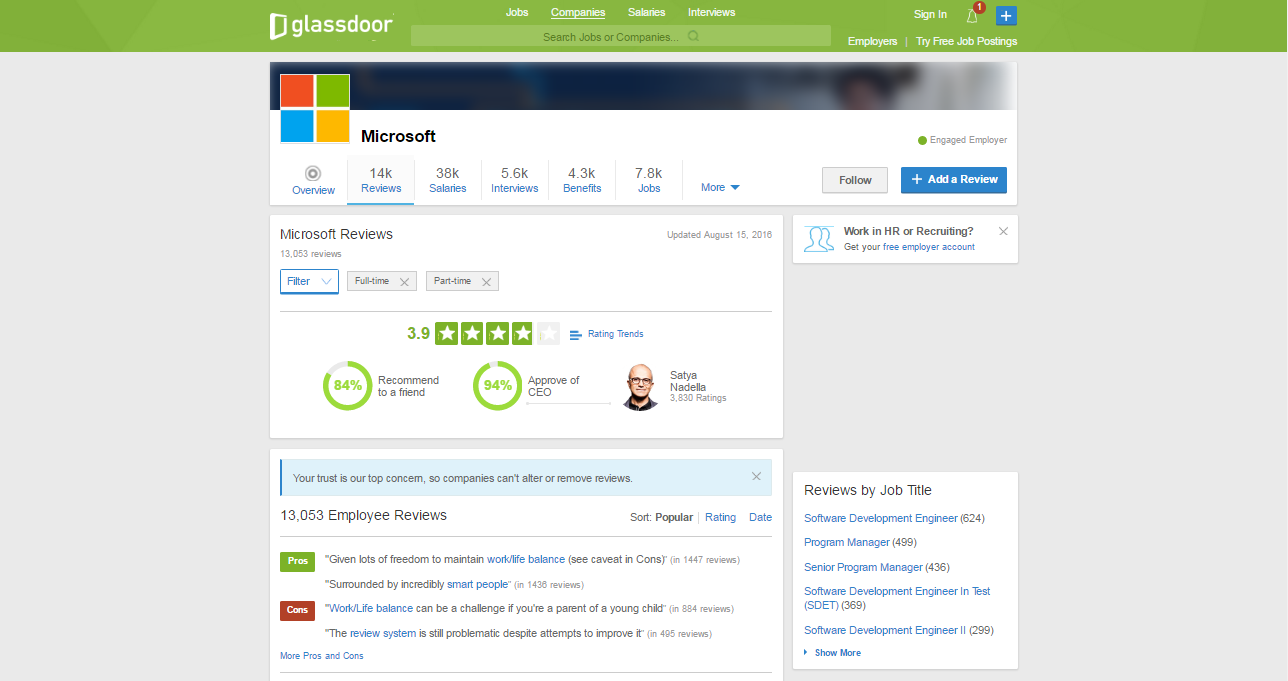 glassdoor
Jobs Companies Salaries Interviews
Search Jobs or Companies...
Sign In 1
Employers | Try Free Job Postings
Microsoft
Engaged Employer
Overview
14k
Reviews
38k
Salaries
5.6k
Interviews
4.3k
Benefits
7.8k
Jobs
More
Follow
+ Add a Review
Microsoft Reviews
Updated August 15, 2016
13,053 reviews
Filter Full-time Part-time
3.9 Rating Trends
84% Recommend
to a friend
94% Approve of
CEO
Satya
Nadella
3,830 Ratings
Work in HR or Recruiting?
Get your free employer account
Your trust is our top concern, so companies can't alter or remove reviews.
13,053 Employee Reviews
Sort: Popular | Rating Date
Pros "Given lots of freedom to maintain work/life balance (see caveat in Cons)" (in 1447 reviews)
"Surrounded by incredibly smart people" (in 1436 reviews)
Cons "Work/Life balance can be a challenge if you're a parent of a young child" (in 884 reviews)
"The review system is still problematic despite attempts to improve it" (in 495 reviews)
More Pros and Cons
Reviews by Job Title
Software Development Engineer (624)
Program Manager (499)
Senior Program Manager (436)
Software Development Engineer In Test
(SDET) (369)
Software Development Engineer II (299)
Show More